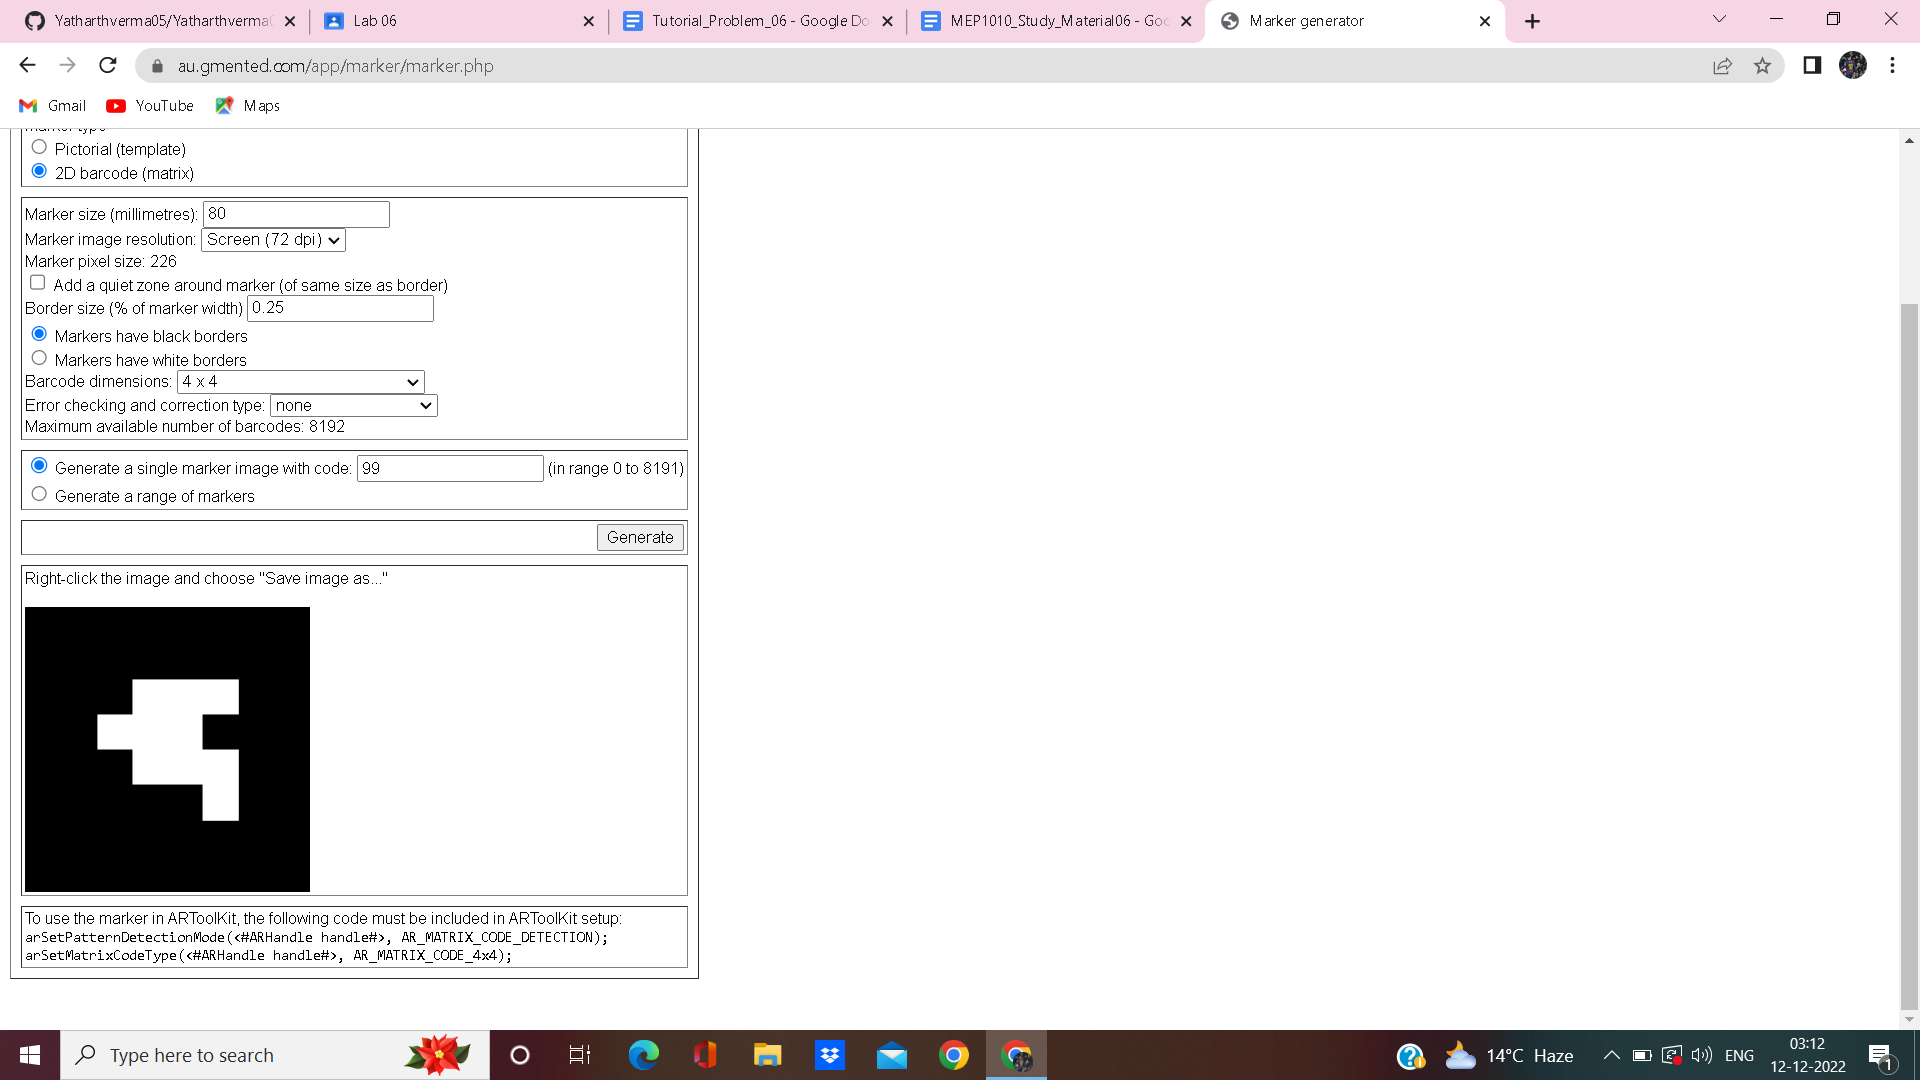 Yatharthverma05/Yatharthverma
Lab 06
Tutorial_Problem_06 - Google Do
MEP1010_Study_Material06 - Goo
Marker generator
au.gmented.com/app/marker/marker.php
Gmail
YouTube
Maps
marker type
Pictorial (template)
2D barcode (matrix)
Marker size (millimetres): 80
Marker image resolution: Screen (72 dpi)
Marker pixel size: 226
Add a quiet zone around marker (of same size as border)
Border size (% of marker width) 0.25
Markers have black borders
Markers have white borders
Barcode dimensions: 4 x 4
Error checking and correction type: none
Maximum available number of barcodes: 8192
Generate a single marker image with code: 99 (in range 0 to 8191)
Generate a range of markers
Generate
Right-click the image and choose "Save image as..."
To use the marker in ARToolKit, the following code must be included in ARToolKit setup:
arSetPatternDetectionMode(<#ARHandle handle#>, AR_MATRIX_CODE_DETECTION);
arSetMatrixCodeType(<#ARHandle handle#>, AR_MATRIX_CODE_4x4);
Type here to search
14°C Haze
ENG
03:12
12-12-2022
1